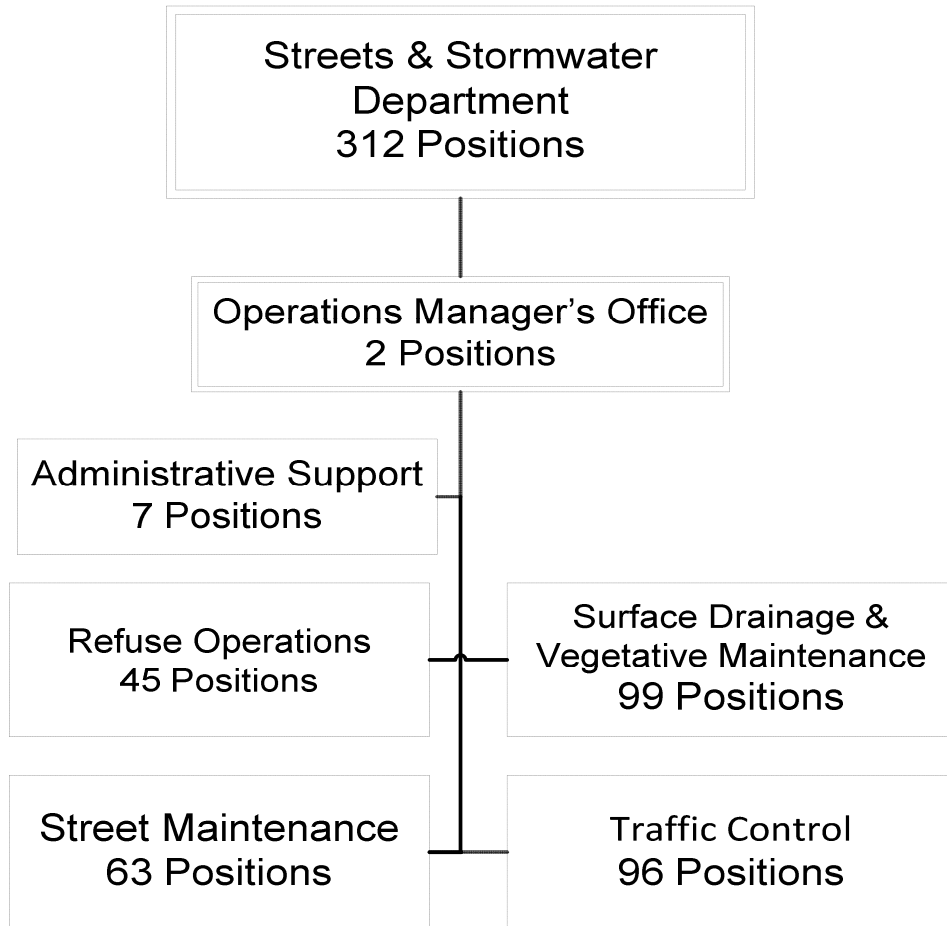 Streets & Stormwater
Department
312 Positions
Operations Manager’s Office
2 Positions
Administrative Support
7 Positions
Refuse Operations
45 Positions
Surface Drainage &
Vegetative Maintenance
99 Positions
Street Maintenance
63 Positions
Traffic Control
96 Positions